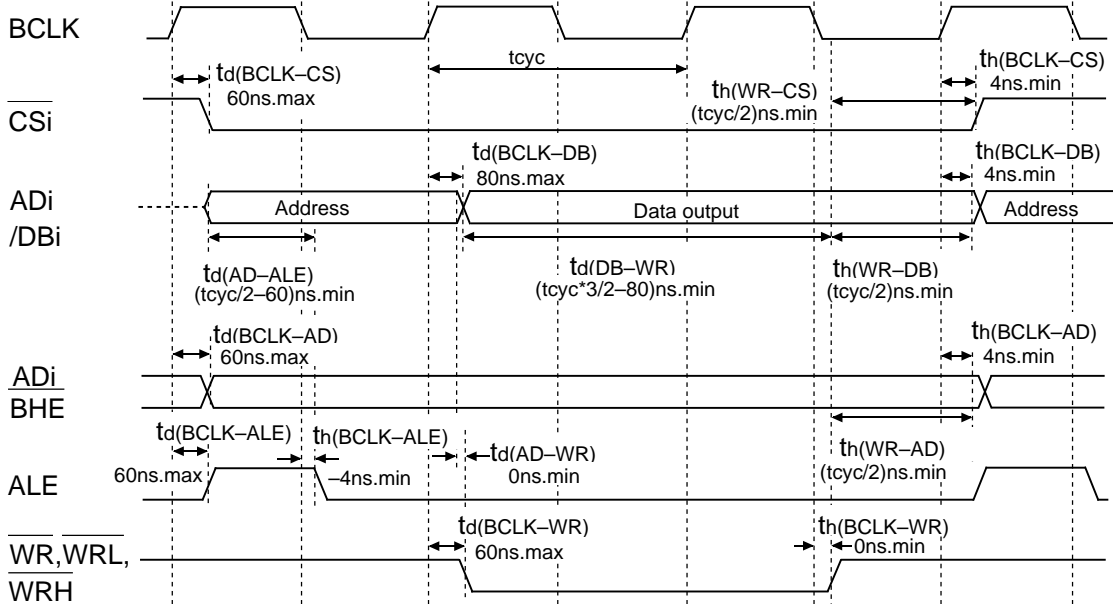 BCLK
tcyc
td(BCLK–CS)
60ns.max
th(WR–CS)
(tcyc/2)ns.min
th(BCLK–CS)
4ns.min
CSi
td(BCLK–DB)
80ns.max
th(BCLK–DB)
4ns.min
ADi
/DBi
Address
Data output
Address
td(AD–ALE)
(tcyc/2–60)ns.min
td(DB–WR)
(tcyc*3/2–80)ns.min
th(WR–DB)
(tcyc/2)ns.min
td(BCLK–AD)
60ns.max
th(BCLK–AD)
4ns.min
ADi
BHE
td(BCLK–ALE)
60ns.max
th(BCLK–ALE)
–4ns.min
td(AD–WR)
0ns.min
th(WR–AD)
(tcyc/2)ns.min
ALE
td(BCLK–WR)
60ns.max
th(BCLK–WR)
0ns.min
WR,WRL,
WRH